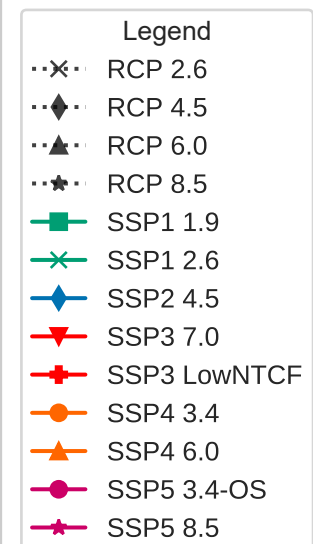 Legend
RCP 2.6
RCP 4.5
RCP 6.0
RCP 8.5
SSP1 1.9
SSP1 2.6
SSP2 4.5
SSP3 7.0
SSP3 LowNTCF
SSP4 3.4
SSP4 6.0
SSP5 3.4-OS
SSP5 8.5